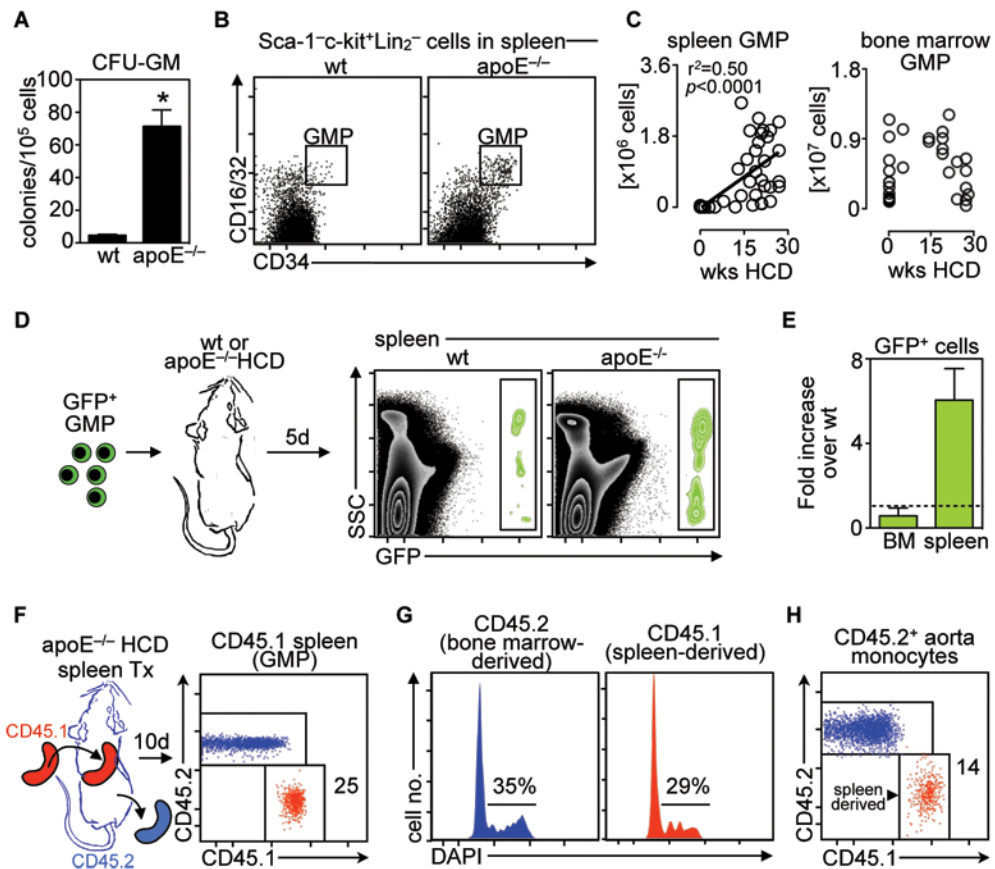 A
CFU-GM
colonies/10⁵ cells
100
80
60
40
20
0
*
wt apoE⁻/⁻
B
Sca-1⁻c-kit⁺Lin₂⁻ cells in spleen
wt
apoE⁻/⁻
GMP
GMP
CD16/32
CD34
C
spleen GMP
r²=0.50
p<0.0001
[x10⁶ cells]
3.6
1.8
0
0 15 30
wks HCD
bone marrow
GMP
[x10⁷ cells]
1.8
0.9
0
0 15 30
wks HCD
D
GFP⁺
GMP
wt or
apoE⁻/⁻HCD
5d
spleen
wt
apoE⁻/⁻
SSC
GFP
E
GFP⁺ cells
Fold increase
over wt
8
4
0
BM spleen
F
apoE⁻/⁻ HCD
spleen Tx
CD45.1
10d
CD45.2
CD45.1 spleen
(GMP)
25
CD45.2
CD45.1
G
CD45.2
(bone marrow-
derived)
35%
CD45.1
(spleen-derived)
29%
cell no.
DAPI
H
CD45.2⁺ aorta
monocytes
14
spleen
derived
CD45.2
CD45.1